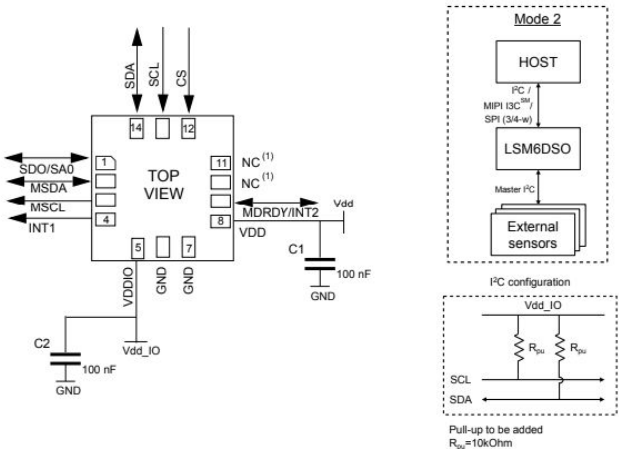 SDA
SCL
CS
14
12
1
TOP
VIEW
11
NC (1)
NC (1)
SDO/SA0
MSDA
MSCL
4
INT1
MDRDY/INT2
Vdd
8
VDD
5
7
VDDIO
GND
GND
C1
100 nF
GND
C2
100 nF
GND
Vdd_IO
Mode 2
HOST
I²C /
MIPI I3C SM/
SPI (3/4-w)
LSM6DSO
Master I²C
External
sensors
I²C configuration
Vdd_IO
Rpu
Rpu
SCL
SDA
Pull-up to be added
Rpu=10kOhm